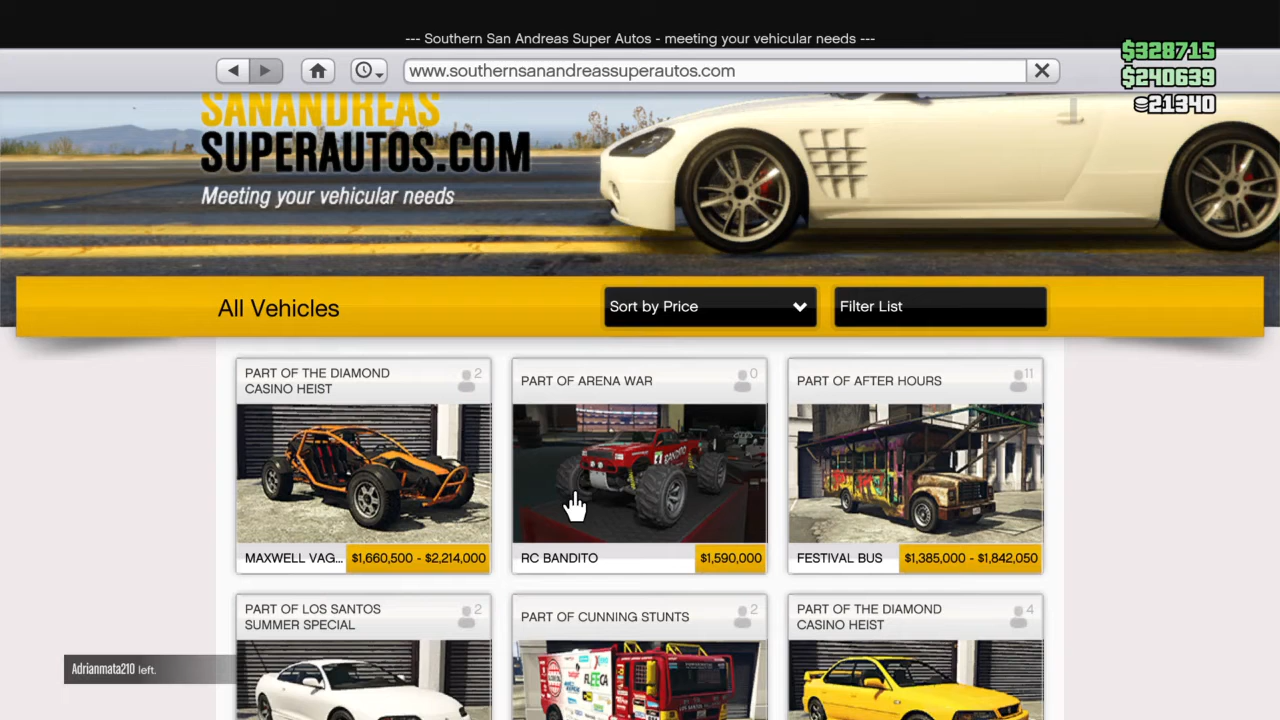 --- Southern San Andreas Super Autos - meeting your vehicular needs ---
$328715
www.southernsanandreassuperautos.com
$240639
21340
SANANDREAS
SUPERAUTOS.COM
Meeting your vehicular needs
All Vehicles
Sort by Price
Filter List
PART OF THE DIAMOND
CASINO HEIST
2
PART OF ARENA WAR
0
PART OF AFTER HOURS
11
BANDITO
MAXWELL VAG...
$1,660,500 - $2,214,000
RC BANDITO
$1,590,000
FESTIVAL BUS
$1,385,000 - $1,842,050
PART OF LOS SANTOS
SUMMER SPECIAL
2
PART OF CUNNING STUNTS
2
PART OF THE DIAMOND
CASINO HEIST
4
Adrianmata210 left.
FLEECA